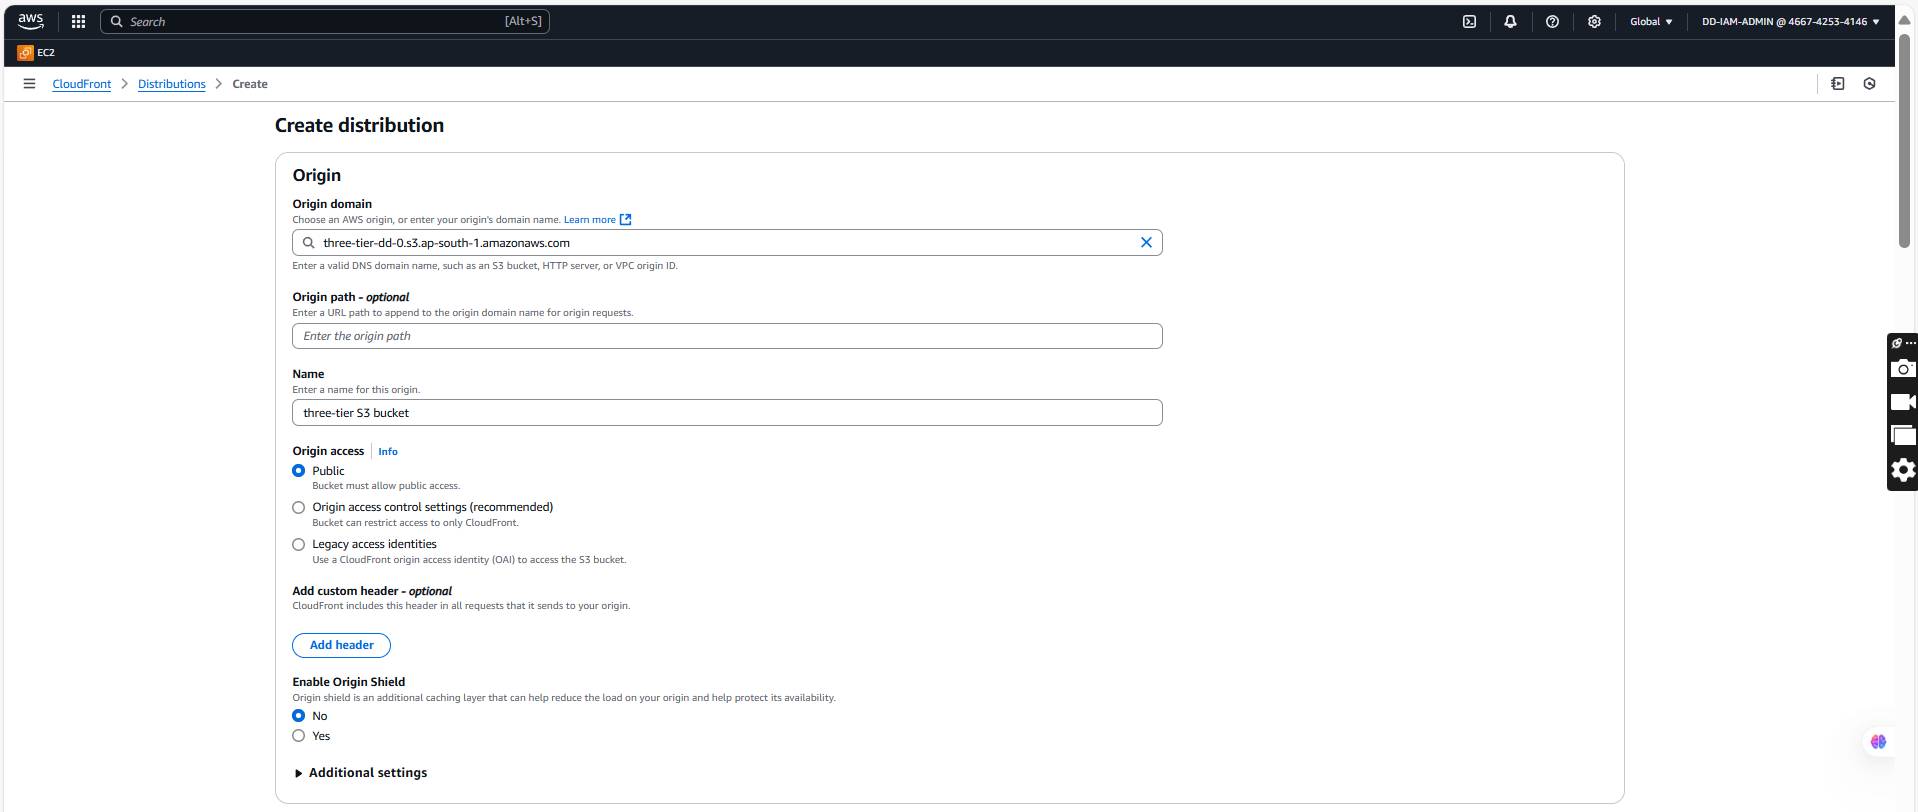 aws
Search
[Alt+S]
Global
DD-IAM-ADMIN @ 4667-4253-4146
EC2
CloudFront
Distributions
Create
Create distribution
Origin
Origin domain
Choose an AWS origin, or enter your origin's domain name. Learn more
three-tier-dd-0.s3.ap-south-1.amazonaws.com
Enter a valid DNS domain name, such as an S3 bucket, HTTP server, or VPC origin ID.
Origin path - optional
Enter a URL path to append to the origin domain name for origin requests.
Enter the origin path
Name
Enter a name for this origin.
three-tier S3 bucket
Origin access Info
Public
Bucket must allow public access.
Origin access control settings (recommended)
Bucket can restrict access to only CloudFront.
Legacy access identities
Use a CloudFront origin access identity (OAI) to access the S3 bucket.
Add custom header - optional
CloudFront includes this header in all requests that it sends to your origin.
Add header
Enable Origin Shield
Origin shield is an additional caching layer that can help reduce the load on your origin and help protect its availability.
No
Yes
Additional settings